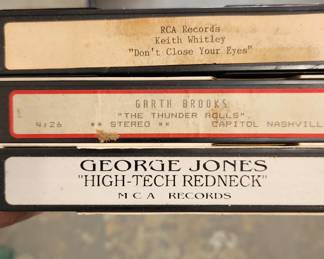 RCA Records
Keith Whitley
"Don't Close Your Eyes"
GARTH BROOKS
"THE THUNDER ROLLS"
4:26 ** STEREO ** CAPITOL NASHVILL
GEORGE JONES
"HIGH-TECH REDNECK"
MCA RECORDS